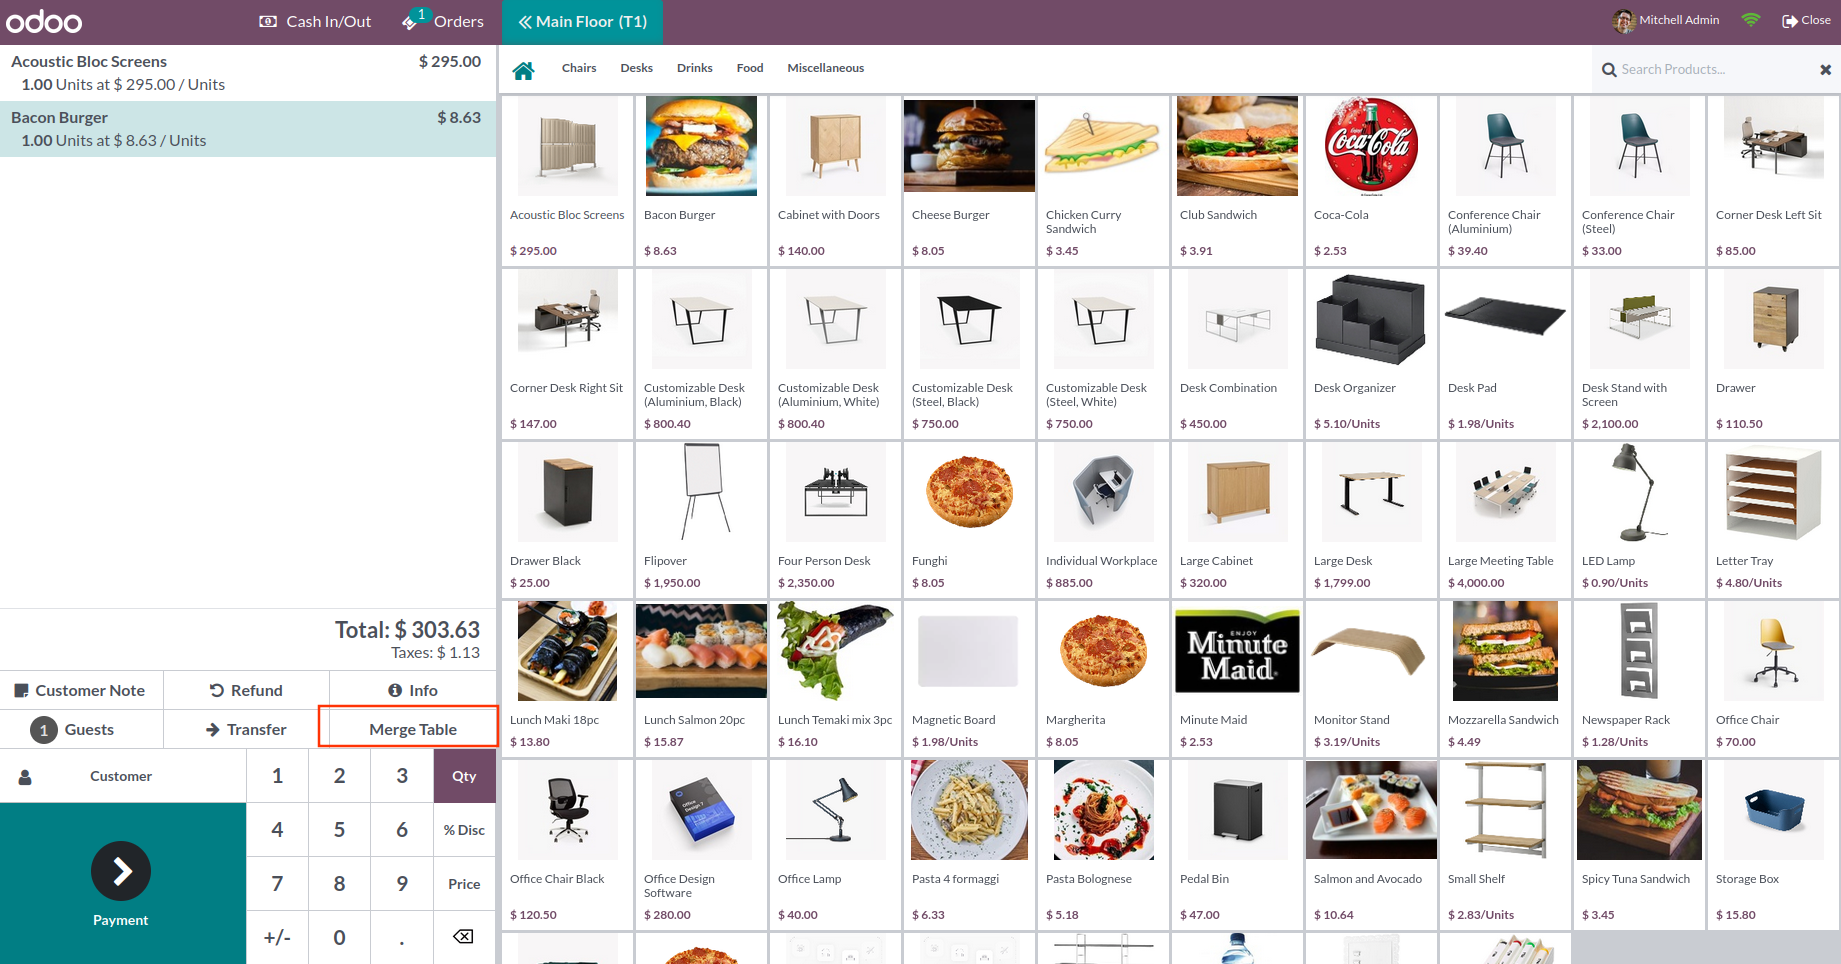 odoo
Cash In/Out
1
Orders
Main Floor (T1)
Mitchell Admin
Close
Acoustic Bloc Screens $ 295.00
1.00 Units at $ 295.00 / Units
Bacon Burger $ 8.63
1.00 Units at $ 8.63 / Units
Total: $ 303.63
Taxes: $ 1.13
Customer Note Refund Info
1 Guests Transfer Merge Table
Customer 1 2 3 Qty
4 5 6 % Disc
7 8 9 Price
Payment
+/- 0 .
Chairs Desks Drinks Food Miscellaneous
Search Products...
Enjoy
Coca-Cola
Acoustic Bloc Screens
$ 295.00
Bacon Burger
$ 8.63
Cabinet with Doors
$ 140.00
Cheese Burger
$ 8.05
Chicken Curry
Sandwich
$ 3.45
Club Sandwich
$ 3.91
Coca-Cola
$ 2.53
Conference Chair
(Aluminium)
$ 39.40
Conference Chair
(Steel)
$ 33.00
Corner Desk Left Sit
$ 85.00
Corner Desk Right Sit
$ 147.00
Customizable Desk
(Aluminium, Black)
$ 800.40
Customizable Desk
(Aluminium, White)
$ 800.40
Customizable Desk
(Steel, Black)
$ 750.00
Customizable Desk
(Steel, White)
$ 750.00
Desk Combination
$ 450.00
Desk Organizer
$ 5.10/Units
Desk Pad
$ 1.98/Units
Desk Stand with
Screen
$ 2,100.00
Drawer
$ 110.50
Drawer Black
$ 25.00
Flipover
$ 1,950.00
Four Person Desk
$ 2,350.00
Funghi
$ 8.05
Individual Workplace
$ 885.00
Large Cabinet
$ 320.00
Large Desk
$ 1,799.00
Large Meeting Table
$ 4,000.00
LED Lamp
$ 0.90/Units
Letter Tray
$ 4.80/Units
ENJOY
Minute
Maid
Lunch Maki 18pc
$ 13.80
Lunch Salmon 20pc
$ 15.87
Lunch Temaki mix 3pc
$ 16.10
Magnetic Board
$ 1.98/Units
Margherita
$ 8.05
Minute Maid
$ 2.53
Monitor Stand
$ 3.19/Units
Mozzarella Sandwich
$ 4.49
Newspaper Rack
$ 1.28/Units
Office Chair
$ 70.00
Office
Design 7
Office Chair Black
$ 120.50
Office Design
Software
$ 280.00
Office Lamp
$ 40.00
Pasta 4 formaggi
$ 6.33
Pasta Bolognese
$ 5.18
Pedal Bin
$ 47.00
Salmon and Avocado
$ 10.64
Small Shelf
$ 2.83/Units
Spicy Tuna Sandwich
$ 3.45
Storage Box
$ 15.80